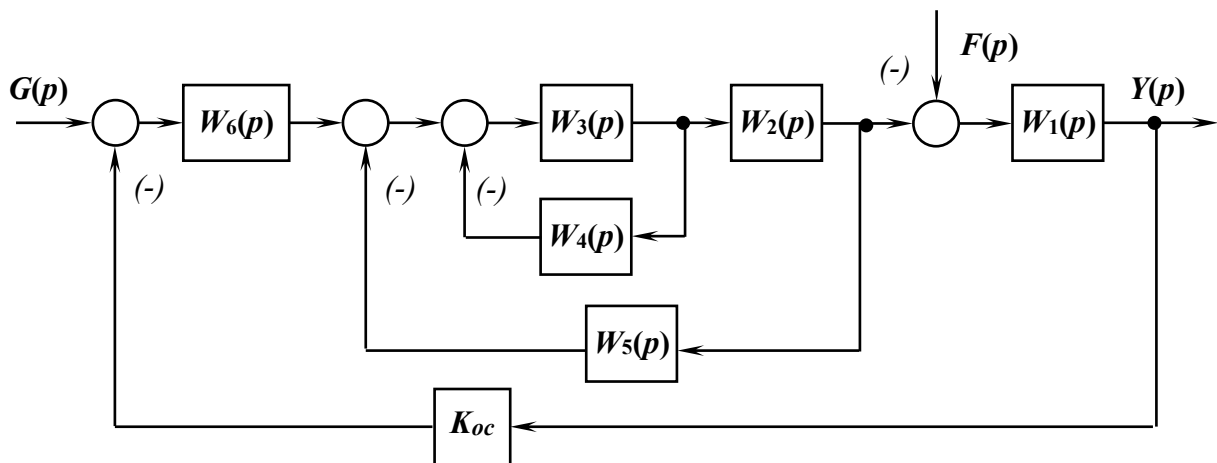 G(p)
W6(p)
W3(p)
W2(p)
(-)
F(p)
W1(p)
Y(p)
(-)
(-)
(-)
W4(p)
W5(p)
Koc